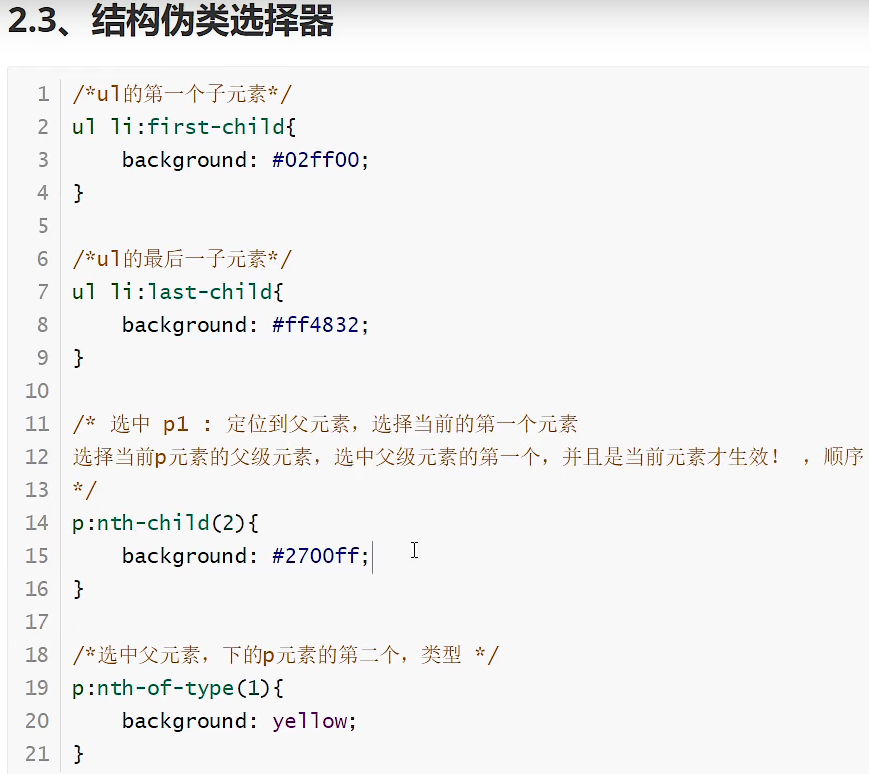 2.3、结构伪类选择器
1 /*ul的第一个子元素*/
2 ul li:first-child{
3     background: #02ff00;
4 }
5
6 /*ul的最后一子元素*/
7 ul li:last-child{
8     background: #ff4832;
9 }
10
11 /* 选中 p1 : 定位到父元素，选择当前的第一个元素
12 选择当前p元素的父级元素，选中父级元素的第一个，并且是当前元素才生效！ ，顺序
13 */
14 p:nth-child(2){
15     background: #2700ff;
16 }
17
18 /*选中父元素，下的p元素的第二个，类型 */
19 p:nth-of-type(1){
20     background: yellow;
21 }